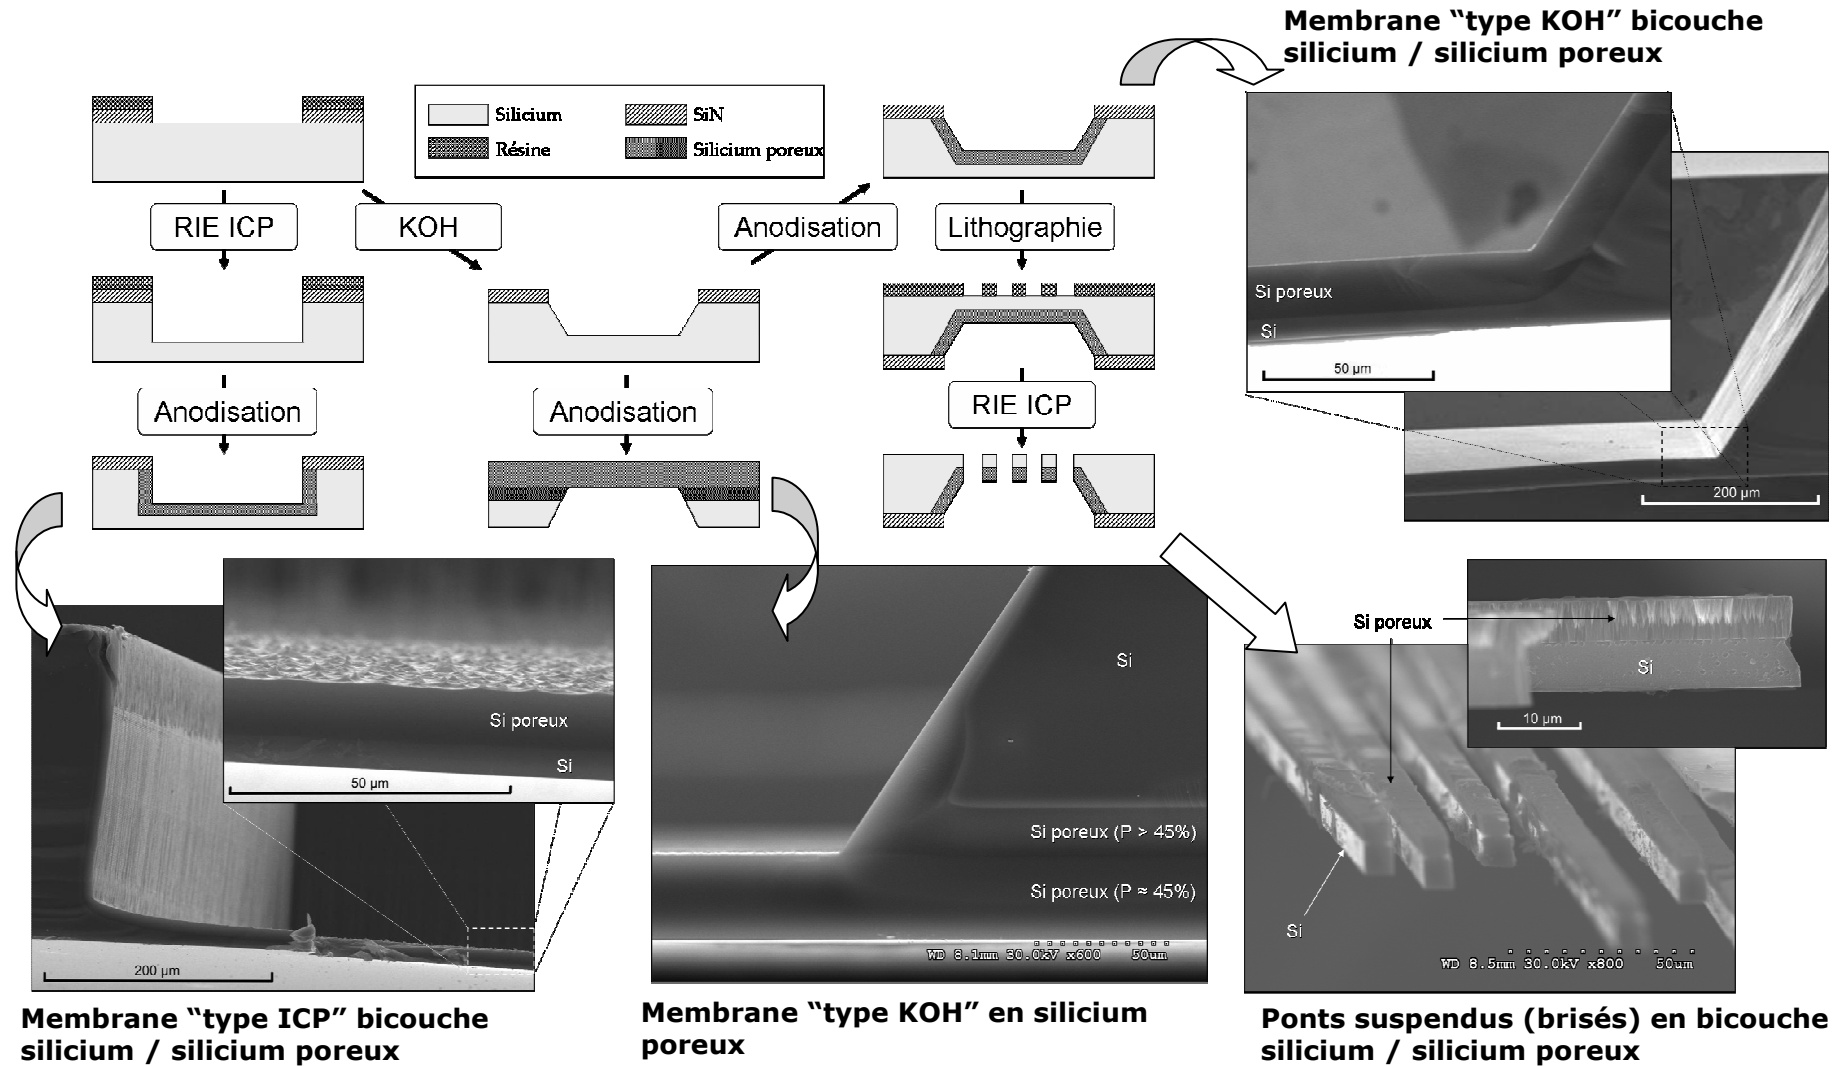 Membrane “type KOH” bicouche
silicium / silicium poreux
Silicium
SiN
Résine
Silicium poreux
RIE ICP
KOH
Anodisation
Lithographie
Anodisation
Anodisation
RIE ICP
Si poreux
Si
50 µm
200 µm
Si poreux
Si
50 µm
200 µm
Si
Si poreux (P > 45%)
Si poreux (P ≈ 45%)
WD 8.1mm 30.0kV x600 50um
Si poreux
Si
10 µm
Si
WD 8.5mm 30.0kV x800 50um
Membrane “type ICP” bicouche
silicium / silicium poreux
Membrane “type KOH” en silicium
poreux
Ponts suspendus (brisés) en bicouche
silicium / silicium poreux